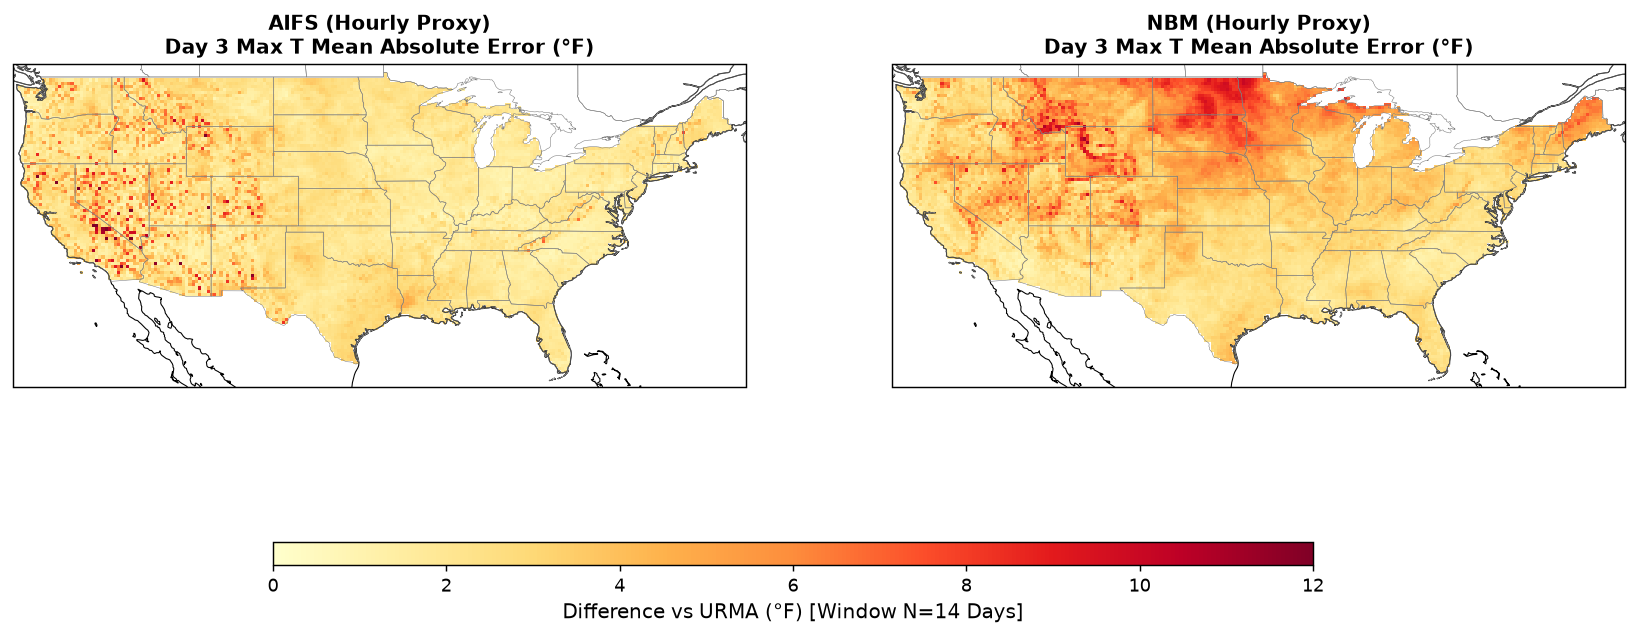 AIFS (Hourly Proxy)
Day 3 Max T Mean Absolute Error (°F)
NBM (Hourly Proxy)
Day 3 Max T Mean Absolute Error (°F)
0 2 4 6 8 10 12
Difference vs URMA (°F) [Window N=14 Days]